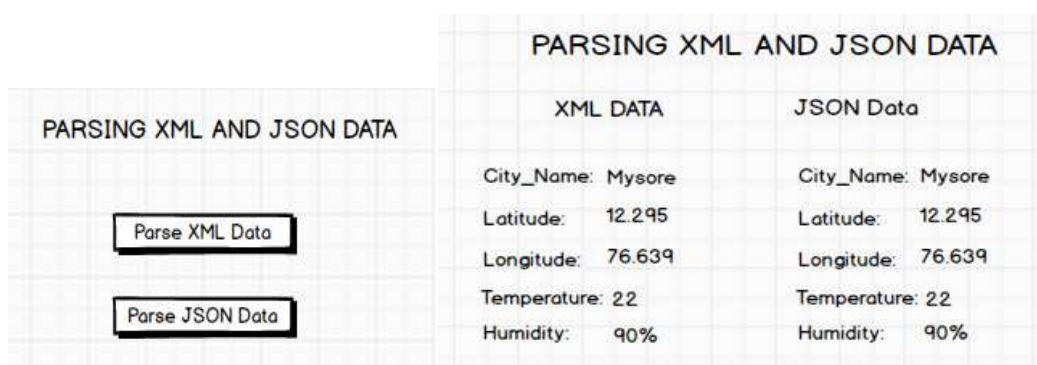 PARSING XML AND JSON DATA
Parse XML Data
Parse JSON Data
PARSING XML AND JSON DATA
XML DATA
JSON Data
City_Name: Mysore
Latitude: 12.295
Longitude: 76.639
Temperature: 22
Humidity: 90%
City_Name: Mysore
Latitude: 12.295
Longitude: 76.639
Temperature: 22
Humidity: 90%